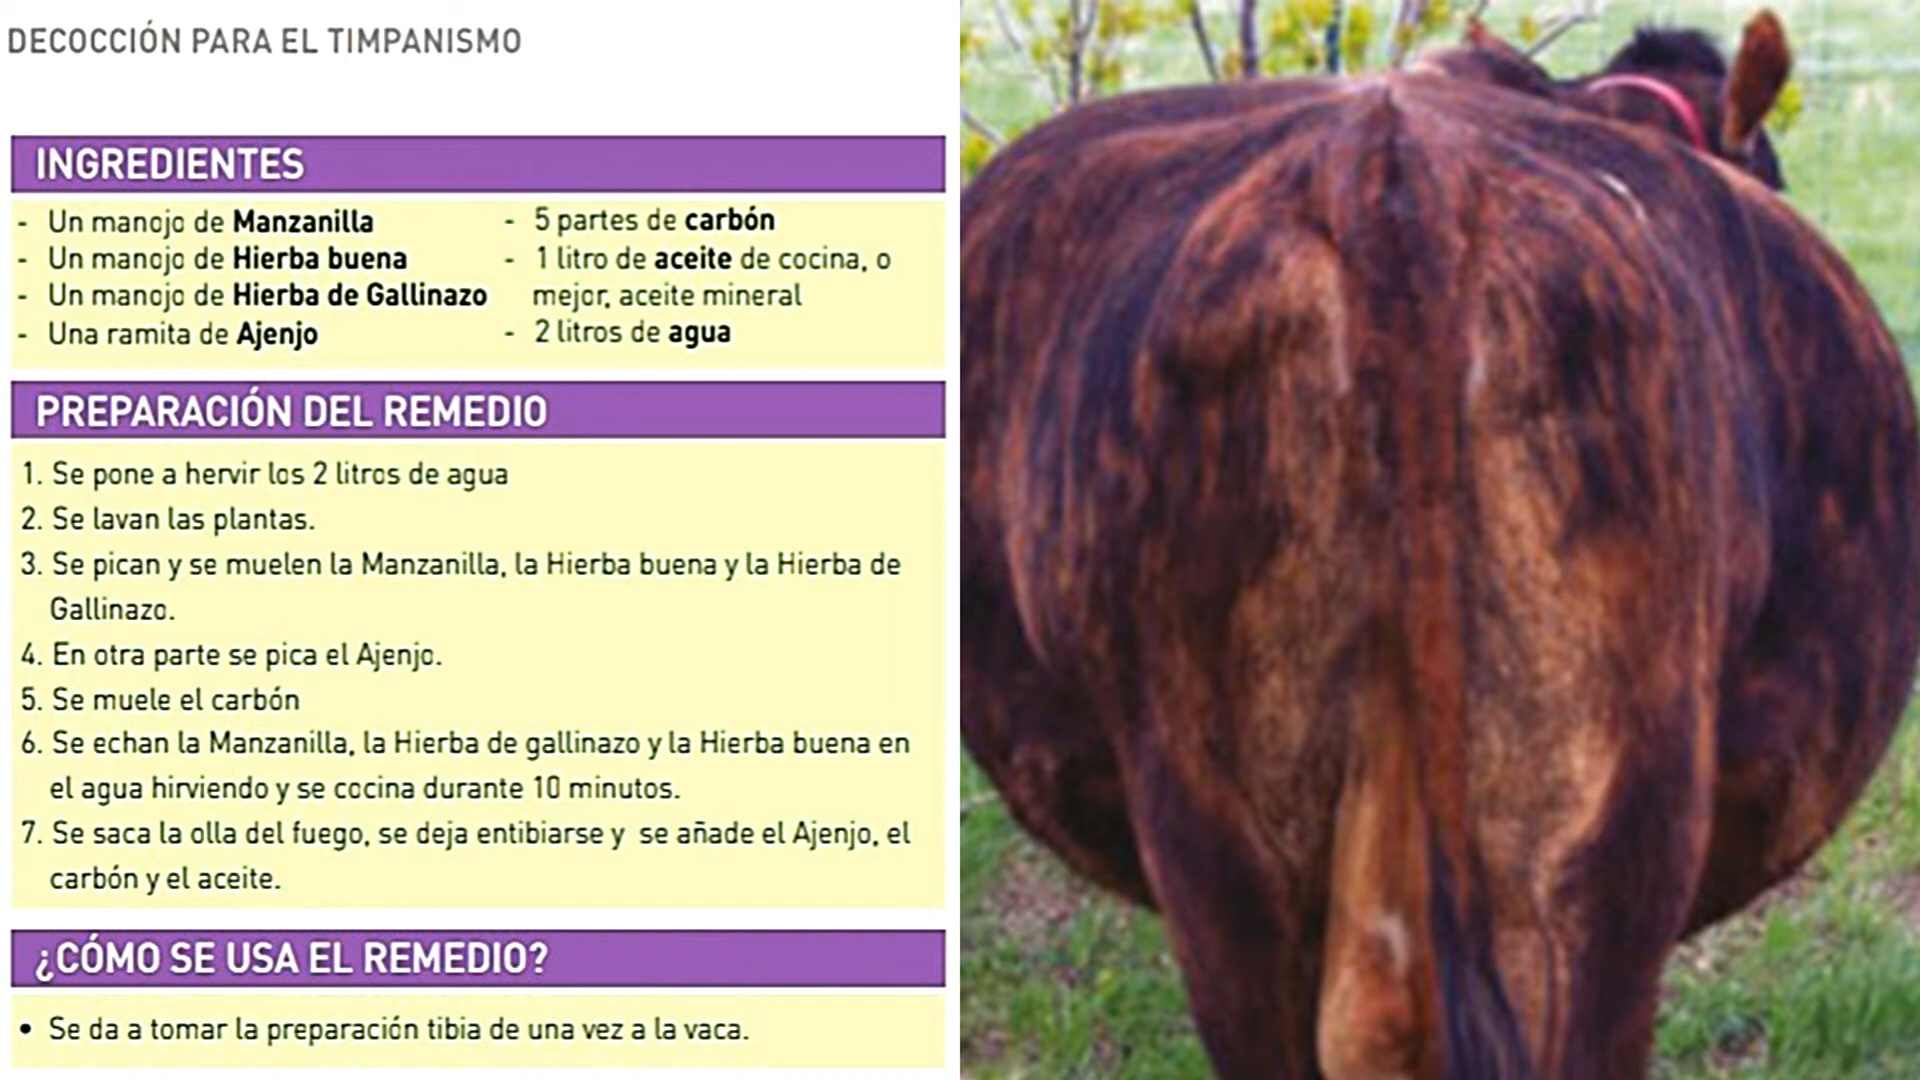 DECOCCIÓN PARA EL TIMPANISMO
INGREDIENTES
- Un manojo de Manzanilla
- Un manojo de Hierba buena
- Un manojo de Hierba de Gallinazo
- Una ramita de Ajenjo
- 5 partes de carbón
- 1 litro de aceite de cocina, o
mejor, aceite mineral
- 2 litros de agua
PREPARACIÓN DEL REMEDIO
1. Se pone a hervir los 2 litros de agua
2. Se lavan las plantas.
3. Se pican y se muelen la Manzanilla, la Hierba buena y la Hierba de
Gallinazo.
4. En otra parte se pica el Ajenjo.
5. Se muele el carbón
6. Se echan la Manzanilla, la Hierba de gallinazo y la Hierba buena en
el agua hirviendo y se cocina durante 10 minutos.
7. Se saca la olla del fuego, se deja entibiarse y se añade el Ajenjo, el
carbón y el aceite.
¿CÓMO SE USA EL REMEDIO?
• Se da a tomar la preparación tibia de una vez a la vaca.